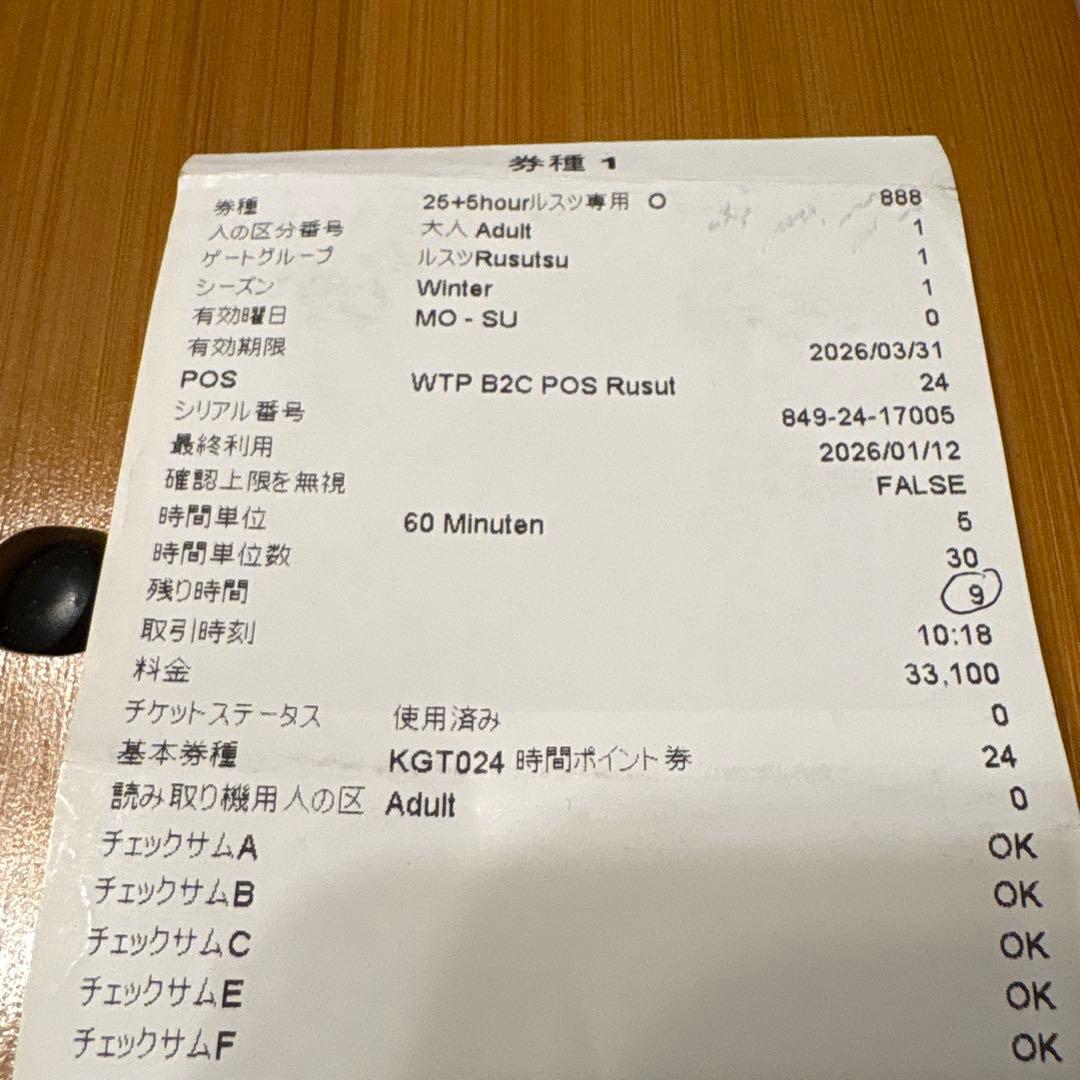 券種 1
券種 25+5hourルスツ専用 O 888
人の区分番号 大人 Adult 1
ゲートグループ ルスツRusutsu 1
シーズン Winter 1
有効曜日 MO - SU 0
有効期限 2026/03/31
POS WTP B2C POS Rusut 24
シリアル番号 849-24-17005
最終利用 2026/01/12
確認上限を無視 FALSE
時間単位 60 Minuten 5
時間単位数 30
残り時間 9
取引時刻 10:18
料金 33,100
チケットステータス 使用済み 0
基本券種 KGT024 時間ポイント券 24
読み取り機用人の区 Adult 0
チェックサムA OK
チェックサムB OK
チェックサムC OK
チェックサムE OK
チェックサムF OK